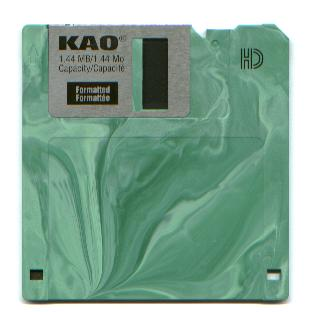 KAO®
1.44 MB/1.44 Mo
Capacity/Capacité
Formatted
Formattée
HD